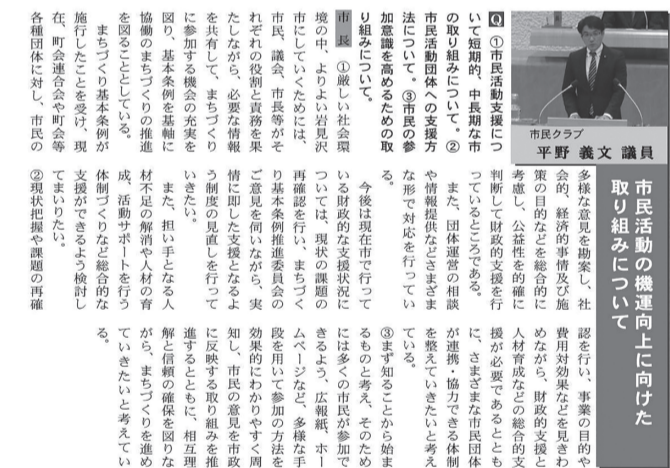 市民クラブ
平野 義文 議員
市民活動の機運向上に向けた
取り組みについて
Q ①市民活動支援につ
いて短期的、中長期な市
の取り組みについて。②
市民活動団体への支援方
法について。③市民の参
加意識を高めるための取
り組みについて。
市 長 ①厳しい社会環
境の中、よりよい岩見沢
市にしていくためには、
市民、議会、市長等がそ
れぞれの役割と責務を果
たしながら、必要な情報
を共有して、まちづくり
に参加する機会の充実を
図り、基本条例を基軸に
協働のまちづくりの推進
を図ることとしている。
まちづくり基本条例が
施行したことを受け、現
在、町会連合会や町会等
各種団体に対し、市民の
多様な意見を勘案し、社
会的、経済的事情及び施
策の目的などを総合的に
考慮し、公益性を的確に
判断して財政的支援を行
っているところである。
また、団体運営の相談
や情報提供などさまざま
な形で対応を行ってい
る。
今後は現在市で行って
いる財政的な支援状況に
ついては、現状の課題の
再確認を行い、まちづく
り基本条例推進委員会の
ご意見を伺いながら、実
情に即した支援となるよ
う制度の見直しを行って
いきたい。
また、担い手となる人
材不足の解消や人材の育
成、活動サポートを行う
体制づくりなど総合的な
支援ができるよう検討し
てまいりたい。
②現状把握や課題の再確
認を行い、事業の目的や
費用対効果などを見きわ
めながら、財政的支援と
人材育成などの総合的支
援が必要であるととも
に、さまざまな市民団体
が連携・協力できる体制
を整えていきたいと考え
ている。
③まず知ることから始ま
るものと考え、そのため
には多くの市民が参加で
きるよう、広報紙、ホー
ムページなど、多様な手
段を用いて参加の方法を
効果的にわかりやすく周
知し、市民の意見を市政
に反映する取り組みを推
進するとともに、相互理
解と信頼の確保を図りな
がら、まちづくりを進め
ていきたいと考えてい
る。